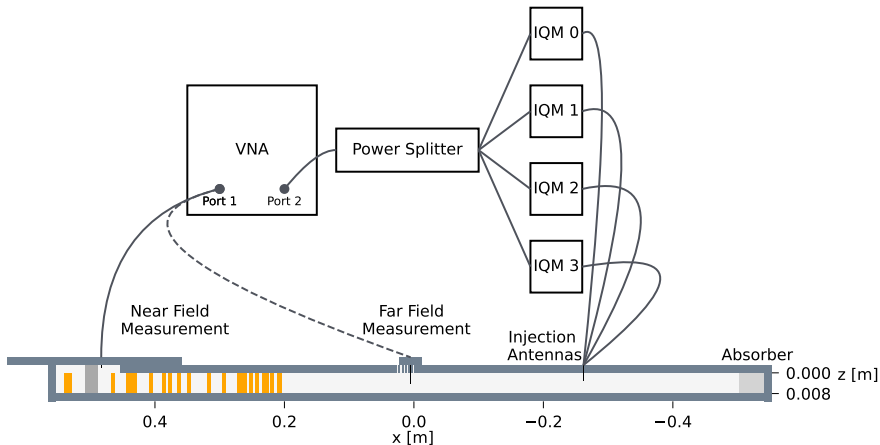 IQM 0
IQM 1
VNA
Power Splitter
IQM 2
Port 1
Port 2
IQM 3
Near Field
Measurement
Far Field
Measurement
Injection
Antennas
Absorber
0.000 z [m]
0.008
0.4 0.2 0.0 −0.2 −0.4
x [m]